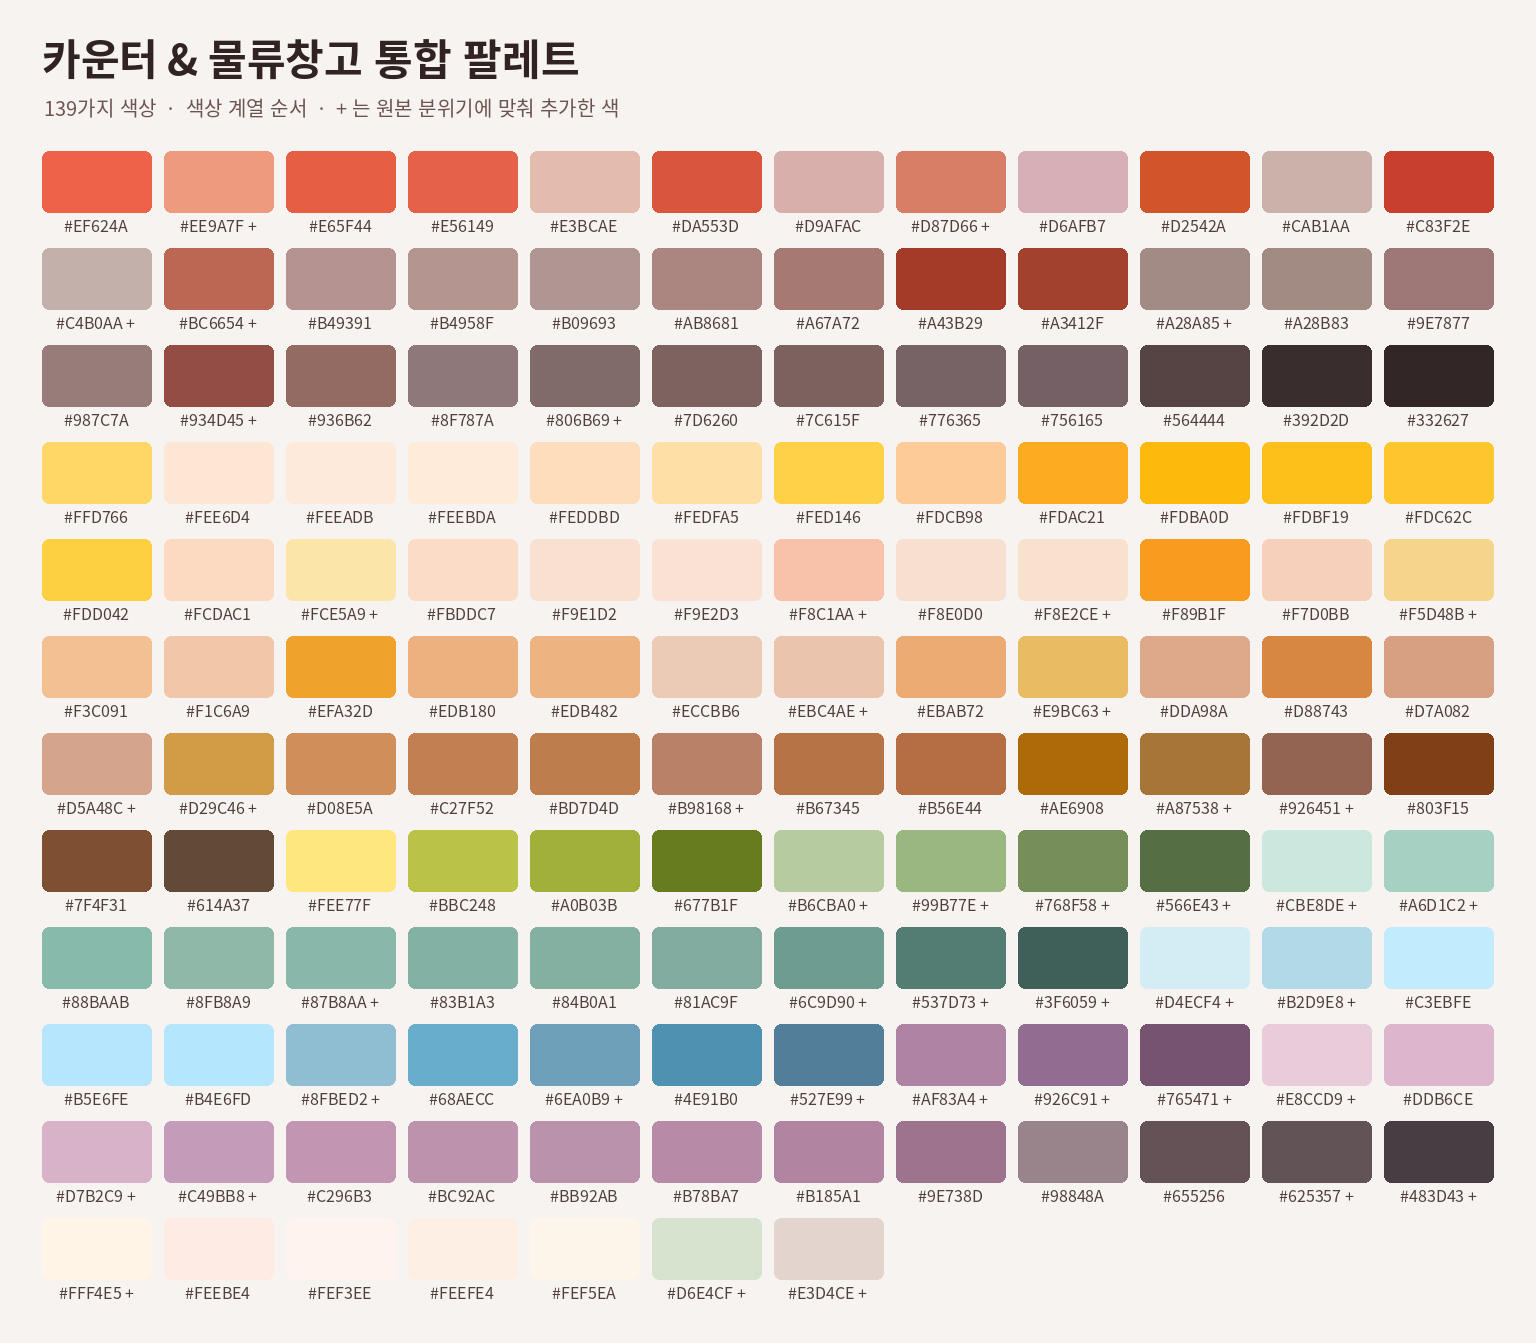 카운터 & 물류창고 통합 팔레트
139가지 색상 · 색상 계열 순서 · + 는 원본 분위기에 맞춰 추가한 색
#EF624A #EE9A7F + #E65F44 #E56149 #E3BCAE #DA553D #D9AFAC #D87D66 + #D6AFB7 #D2542A #CAB1AA #C83F2E
#C4B0AA + #BC6654 + #B49391 #B4958F #B09693 #AB8681 #A67A72 #A43B29 #A3412F #A28A85 + #A28B83 #9E7877
#987C7A #934D45 + #936B62 #8F787A #806B69 + #7D6260 #7C615F #776365 #756165 #564444 #392D2D #332627
#FFD766 #FEE6D4 #FEEADB #FEEBDA #FEDDBD #FEDFA5 #FED146 #FDCB98 #FDAC21 #FDBA0D #FDBF19 #FDC62C
#FDD042 #FCDAC1 #FCE5A9 + #FBDDC7 #F9E1D2 #F9E2D3 #F8C1AA + #F8E0D0 #F8E2CE + #F89B1F #F7D0BB #F5D48B +
#F3C091 #F1C6A9 #EFA32D #EDB180 #EDB482 #ECCBB6 #EBC4AE + #EBAB72 #E9BC63 + #DDA98A #D88743 #D7A082
#D5A48C + #D29C46 + #D08E5A #C27F52 #BD7D4D #B98168 + #B67345 #B56E44 #AE6908 #A87538 + #926451 + #803F15
#7F4F31 #614A37 #FEE77F #BBC248 #A0B03B #677B1F #B6CBA0 + #99B77E + #768F58 + #566E43 + #CBE8DE + #A6D1C2 +
#88BAAB #8FB8A9 #87B8AA + #83B1A3 #84B0A1 #81AC9F #6C9D90 + #537D73 + #3F6059 + #D4ECF4 + #B2D9E8 + #C3EBFE
#B5E6FE #B4E6FD #8FBED2 + #68AECC #6EA0B9 + #4E91B0 #527E99 + #AF83A4 + #926C91 + #765471 + #E8CCD9 + #DDB6CE
#D7B2C9 + #C49BB8 + #C296B3 #BC92AC #BB92AB #B78BA7 #B185A1 #9E738D #98848A #655256 #625357 + #483D43 +
#FFF4E5 + #FEEBE4 #FEF3EE #FEEFE4 #FEF5EA #D6E4CF + #E3D4CE +